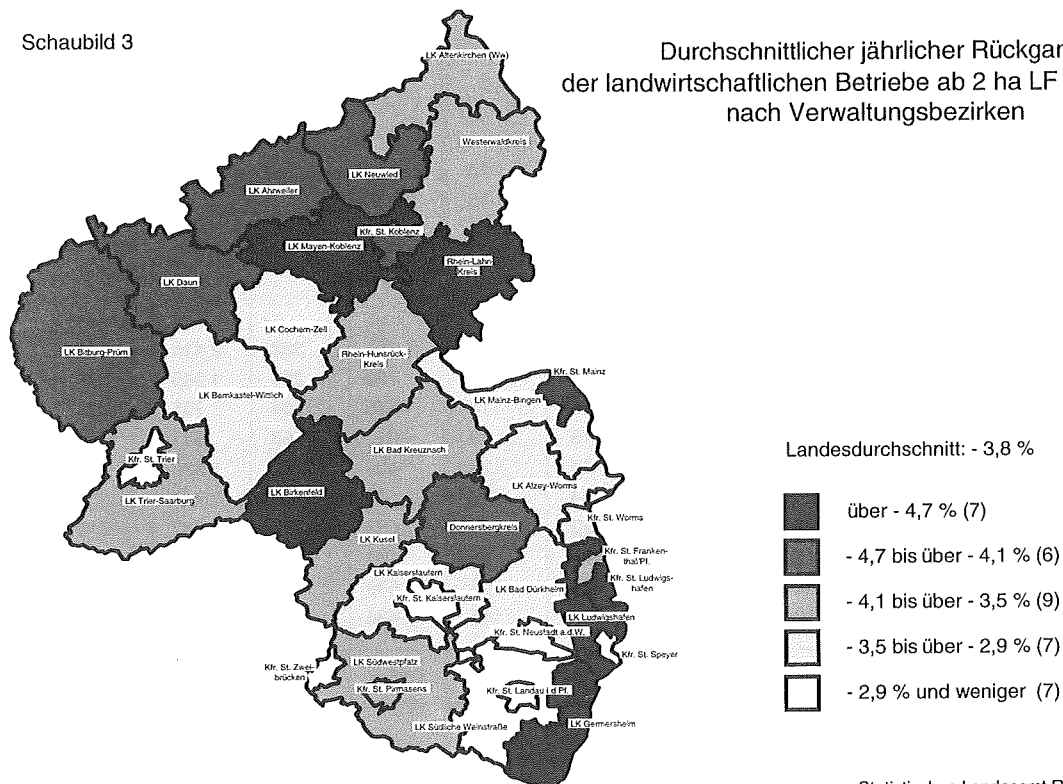 Schaubild 3
Durchschnittlicher jährlicher Rückgan
der landwirtschaftlichen Betriebe ab 2 ha LF
nach Verwaltungsbezirken
LK Altenkirchen (Ww)
Westerwaldkreis
LK Neuwied
LK Ahrweiler
Kfr. St. Koblenz
LK Mayen-Koblenz
Rhein-Lahn-
Kreis
LK Daun
LK Cochem-Zell
LK Bitburg-Prüm
Rhein-Hunsrück-
Kreis
Kfr. St. Mainz
LK Bernkastel-Wittlich
LK Mainz-Bingen
LK Bad Kreuznach
Kfr. St. Trier
LK Trier-Saarburg
LK Birkenfeld
LK Alzey-Worms
Donnersbergkreis
Kfr. St. Worms
LK Kusel
Kfr. St. Franken-
thal/Pf.
LK Kaiserslautern
Kfr. St. Ludwigs-
hafen
LK Bad Dürkheim
Kfr. St. Kaiserslautern
LK Ludwigshafen
Kfr. St. Neustadt a.d.W.
Kfr. St. Speyer
Kfr. St. Zwei-
brücken
LK Südwestpfalz
Kfr. St. Pirmasens
Kfr. St. Landau i d Pf.
LK Südliche Weinstraße
LK Germersheim
Landesdurchschnitt: - 3,8 %
über - 4,7 % (7)
- 4,7 bis über - 4,1 % (6)
- 4,1 bis über - 3,5 % (9)
- 3,5 bis über - 2,9 % (7)
- 2,9 % und weniger (7)